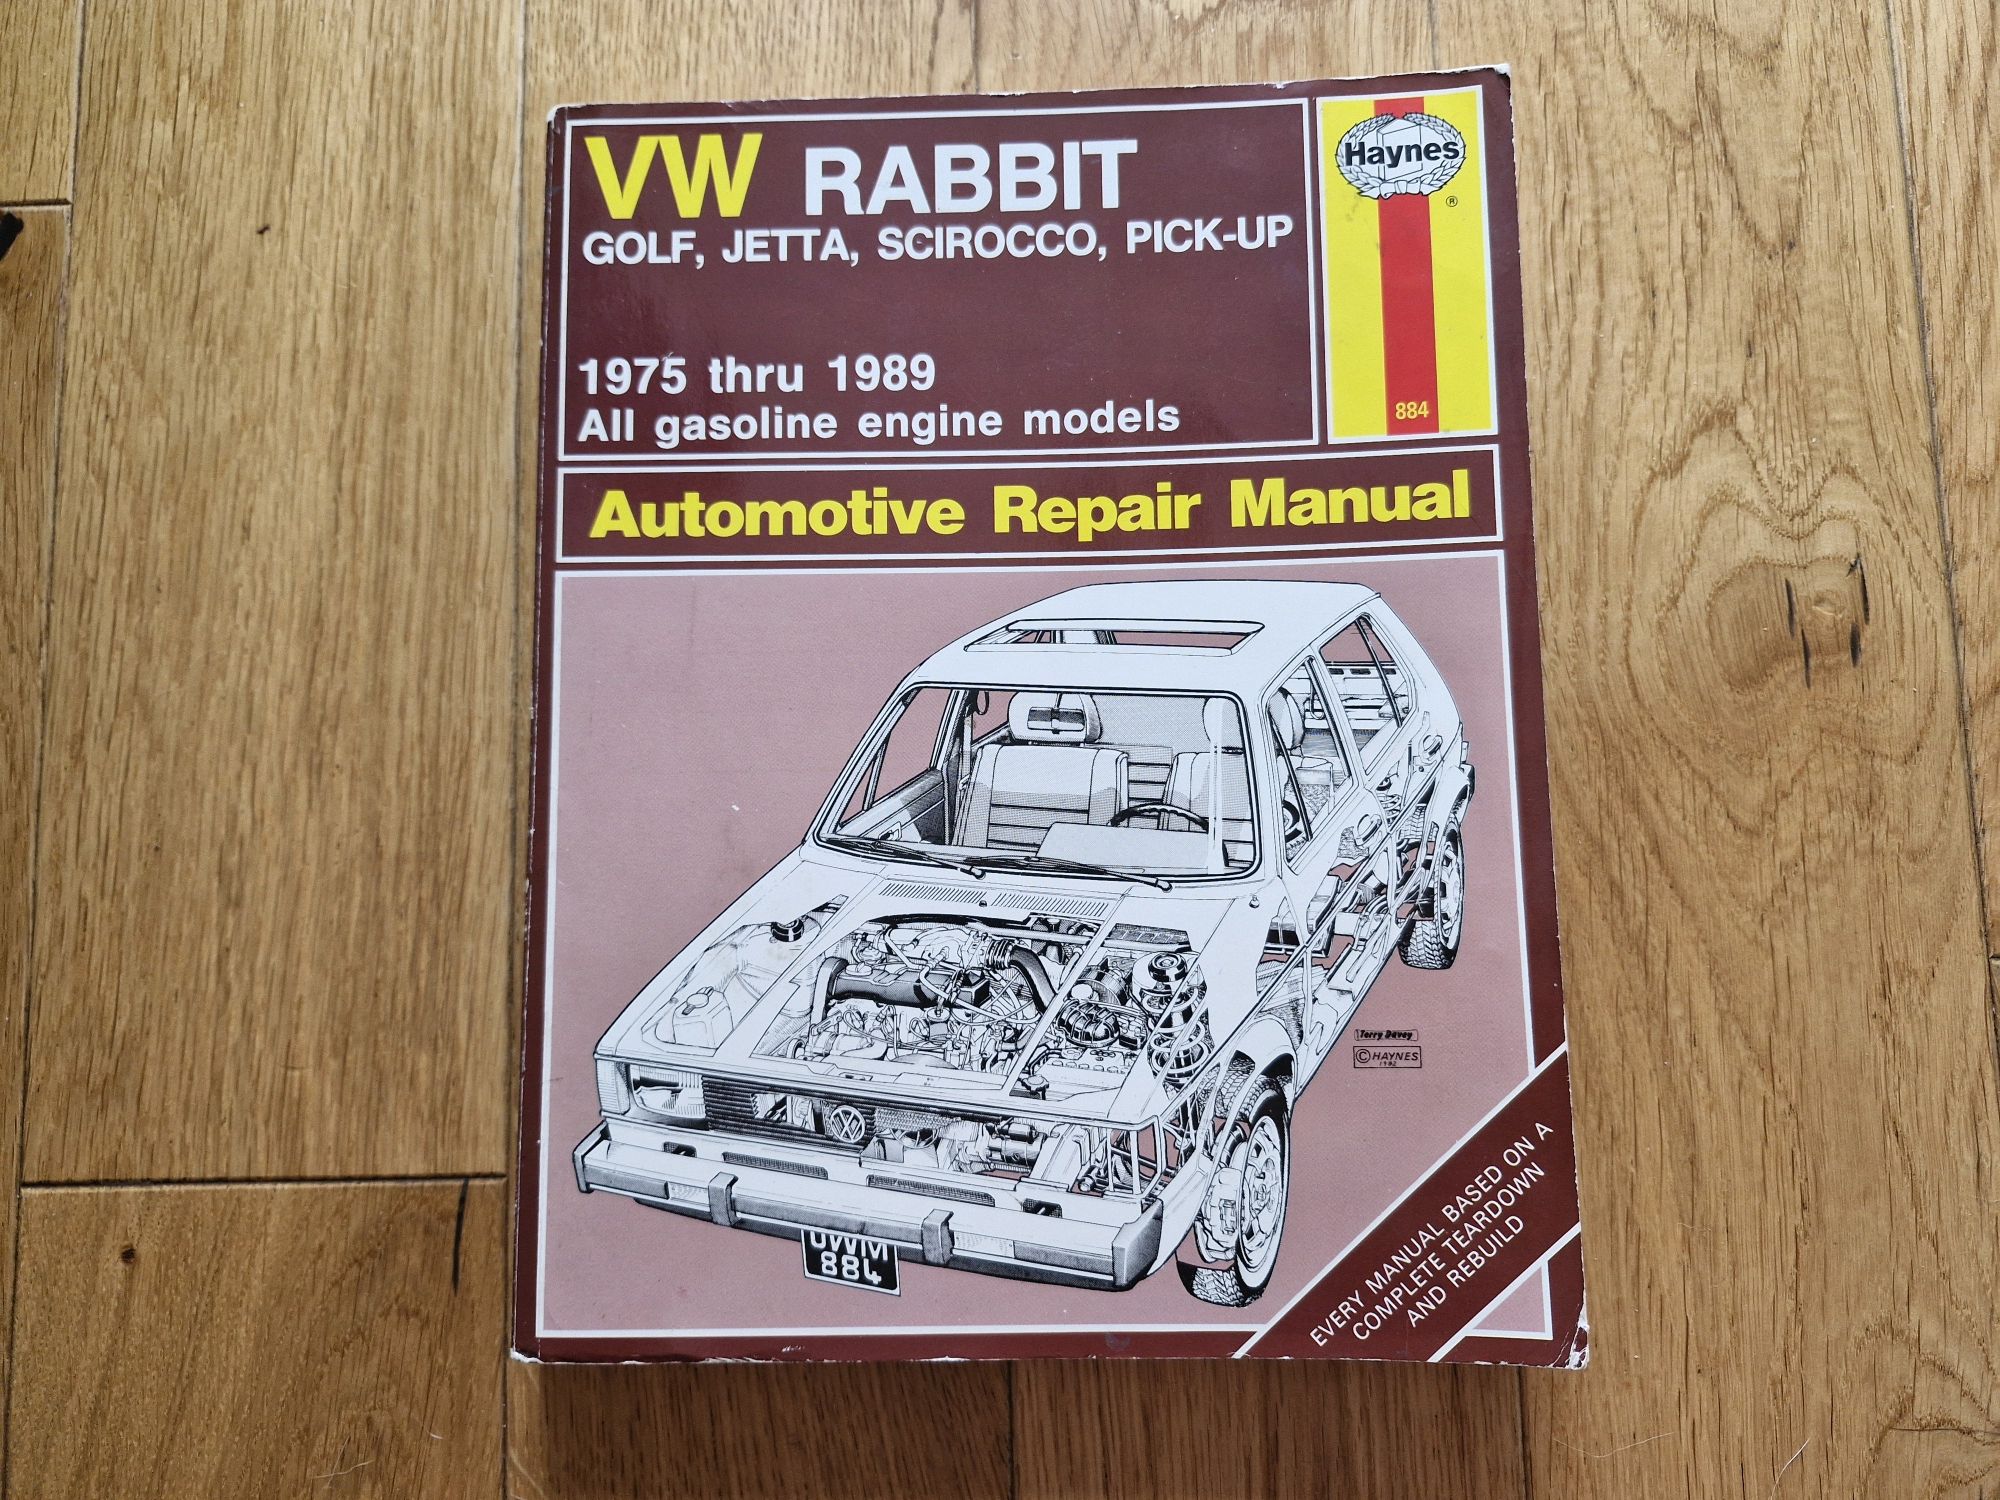 VW RABBIT
GOLF, JETTA, SCIROCCO, PICK-UP
1975 thru 1989
All gasoline engine models
Haynes
®
884
Automotive Repair Manual
Terry Davey
© HAYNES
1982
UWM
884
EVERY MANUAL BASED ON A
COMPLETE TEARDOWN
AND REBUILD